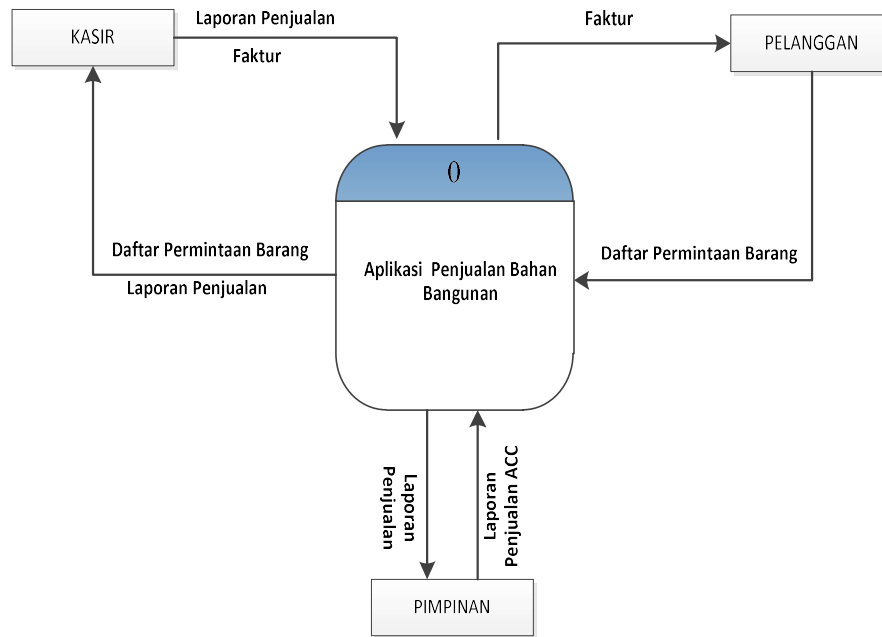 Laporan Penjualan
KASIR
Faktur
Faktur
PELANGGAN
0
Daftar Permintaan Barang
Laporan Penjualan
Aplikasi Penjualan Bahan
Bangunan
Daftar Permintaan Barang
Laporan
Penjualan
Laporan
Penjualan ACC
PIMPINAN